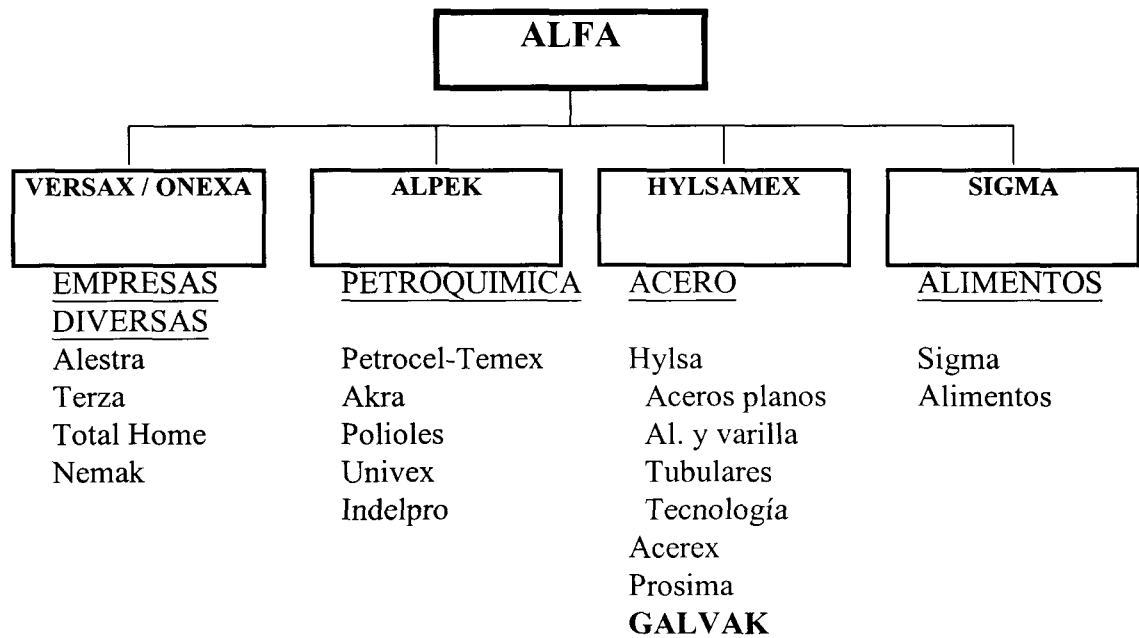 ALFA
VERSAX / ONEXA
EMPRESAS
DIVERSAS
Alestra
Terza
Total Home
Nemak
ALPEK
PETROQUIMICA
Petrocel-Temex
Akra
Polioles
Univex
Indelpro
HYLSAMEX
ACERO
Hylsa
Aceros planos
Al. y varilla
Tubulares
Tecnología
Acerex
Prosima
GALVAK
SIGMA
ALIMENTOS
Sigma
Alimentos